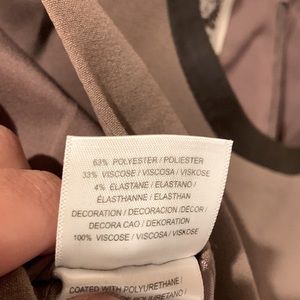 63% POLYESTER / POLIESTER
33% VISCOSE / VISCOSA / VISKOSE
4% ELASTANE / ELASTANO /
ÉLASTHANNE / ELASTHAN
DECORATION / DECORACION /DÉCOR /
DECORA CAO / DEKORATION
100% VISCOSE / VISCOSA / VISKOSE
COATED WITH POLYURETHANE /